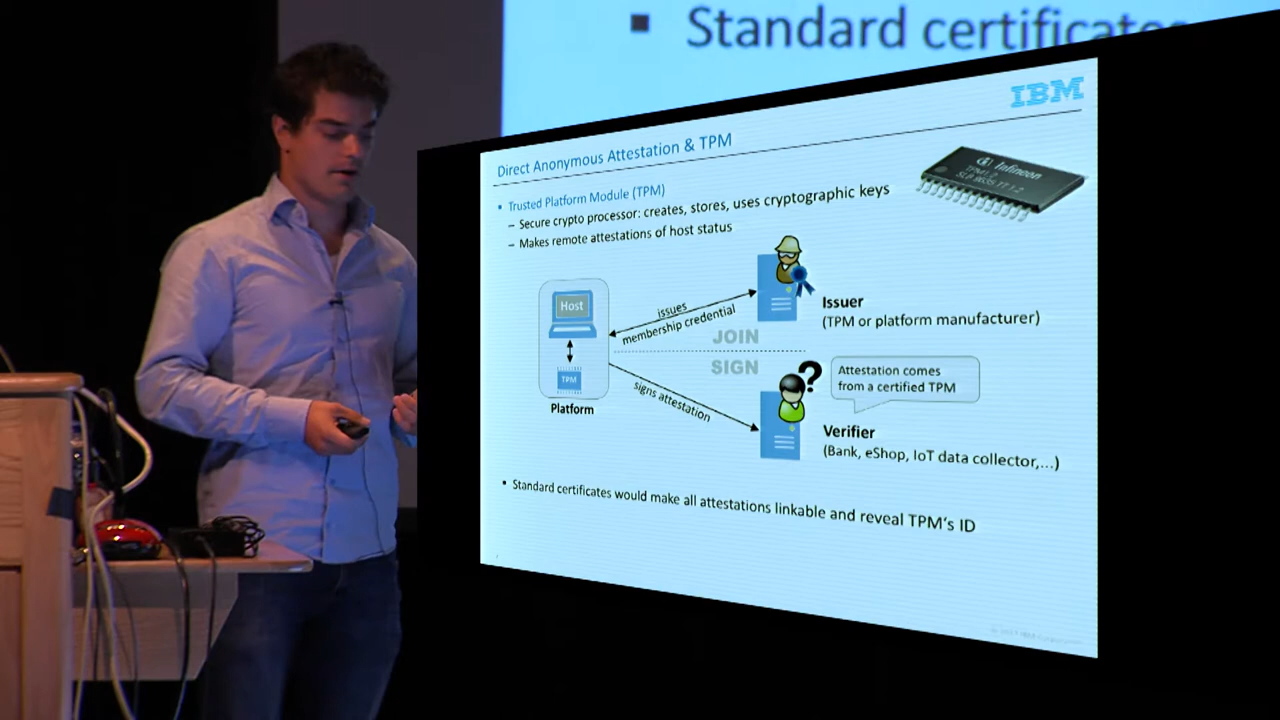 ▪ Standard certificates
IBM
Direct Anonymous Attestation & TPM
• Trusted Platform Module (TPM)
– Secure crypto processor: creates, stores, uses cryptographic keys
– Makes remote attestations of host status
Infineon
Host
TPM
Platform
issues
membership credential
JOIN
SIGN
signs attestation
Issuer
(TPM or platform manufacturer)
?
Attestation comes
from a certified TPM
Verifier
(Bank, eShop, IoT data collector,...)
• Standard certificates would make all attestations linkable and reveal TPM's ID